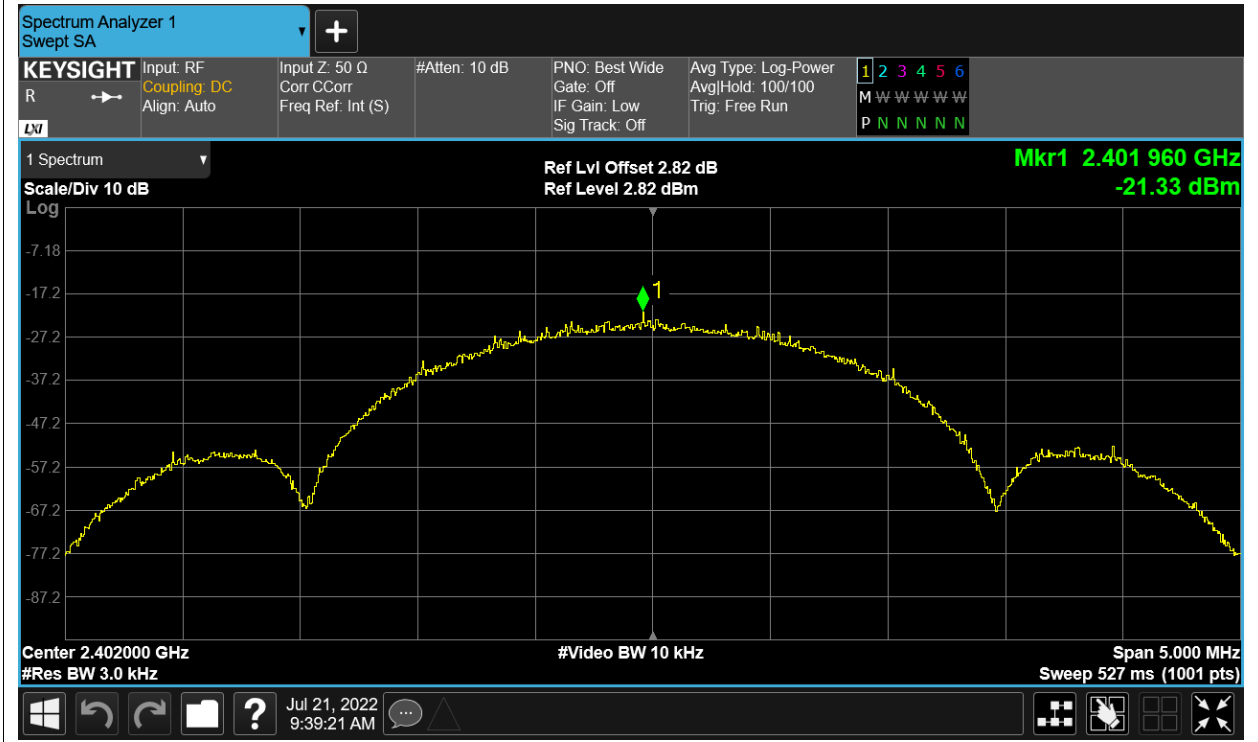 Spectrum Analyzer 1
Swept SA
KEYSIGHT
R
LXI
Input: RF
Coupling: DC
Align: Auto
Input Z: 50 Ω
Corr CCorr
Freq Ref: Int (S)
#Atten: 10 dB
PNO: Best Wide
Gate: Off
IF Gain: Low
Sig Track: Off
Avg Type: Log-Power
Avg|Hold: 100/100
Trig: Free Run
1 2 3 4 5 6
M W W W W W W
P N N N N N N
1 Spectrum
Scale/Div 10 dB
Log
Ref Lvl Offset 2.82 dB
Ref Level 2.82 dBm
Mkr1 2.401 960 GHz
-21.33 dBm
1
-7.18
-17.2
-27.2
-37.2
-47.2
-57.2
-67.2
-77.2
-87.2
Center 2.402000 GHz
#Video BW 10 kHz
Span 5.000 MHz
#Res BW 3.0 kHz
Sweep 527 ms (1001 pts)
?
Jul 21, 2022
9:39:21 AM